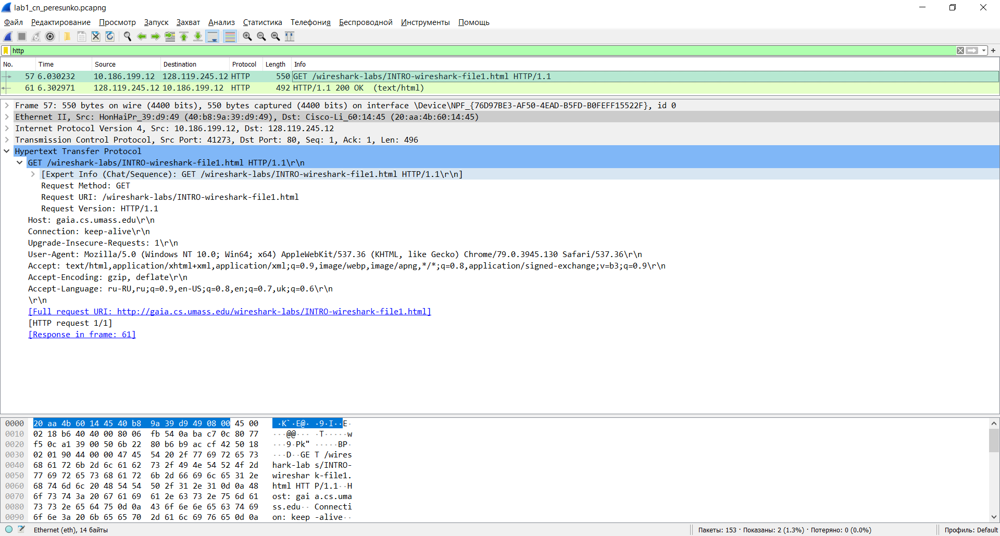 lab1_cn_peresunko.pcapng
Файл Редактирование Просмотр Запуск Захват Анализ Статистика Телефония Беспроводной Инструменты Помощь
http
No. Time Source Destination Protocol Length Info
57 6.030232 10.186.199.12 128.119.245.12 HTTP 550 GET /wireshark-labs/INTRO-wireshark-file1.html HTTP/1.1
61 6.302971 128.119.245.12 10.186.199.12 HTTP 492 HTTP/1.1 200 OK (text/html)
Frame 57: 550 bytes on wire (4400 bits), 550 bytes captured (4400 bits) on interface \Device\NPF_{76D97BE3-AF50-4EAD-B5FD-B0FEFF15522F}, id 0
Ethernet II, Src: HonHaiPr_39:d9:49 (40:b8:9a:39:d9:49), Dst: Cisco-Li_60:14:45 (20:aa:4b:60:14:45)
Internet Protocol Version 4, Src: 10.186.199.12, Dst: 128.119.245.12
Transmission Control Protocol, Src Port: 41273, Dst Port: 80, Seq: 1, Ack: 1, Len: 496
Hypertext Transfer Protocol
GET /wireshark-labs/INTRO-wireshark-file1.html HTTP/1.1\r\n
[Expert Info (Chat/Sequence): GET /wireshark-labs/INTRO-wireshark-file1.html HTTP/1.1\r\n]
Request Method: GET
Request URI: /wireshark-labs/INTRO-wireshark-file1.html
Request Version: HTTP/1.1
Host: gaia.cs.umass.edu\r\n
Connection: keep-alive\r\n
Upgrade-Insecure-Requests: 1\r\n
User-Agent: Mozilla/5.0 (Windows NT 10.0; Win64; x64) AppleWebKit/537.36 (KHTML, like Gecko) Chrome/79.0.3945.130 Safari/537.36\r\n
Accept: text/html,application/xhtml+xml,application/xml;q=0.9,image/webp,image/apng,*/*;q=0.8,application/signed-exchange;v=b3;q=0.9\r\n
Accept-Encoding: gzip, deflate\r\n
Accept-Language: ru-RU,ru;q=0.9,en-US;q=0.8,en;q=0.7,uk;q=0.6\r\n
\r\n
[Full request URI: http://gaia.cs.umass.edu/wireshark-labs/INTRO-wireshark-file1.html]
[HTTP request 1/1]
[Response in frame: 61]
0000 20 aa 4b 60 14 45 40 b8 9a 39 d9 49 08 00 45 00 ·K`·E@· ·9·I··E·
0010 02 18 b6 40 40 00 80 06 fb 54 0a ba c7 0c 80 77 ···@@··· ·T·····w
0020 f5 0c a1 39 00 50 6b 22 80 b6 b9 ac cf 42 50 18 ···9·Pk" ·····BP·
0030 02 01 90 44 00 00 47 45 54 20 2f 77 69 72 65 73 ···D··GE T /wires
0040 68 61 72 6b 2d 6c 61 62 73 2f 49 4e 54 52 4f 2d hark-lab s/INTRO-
0050 77 69 72 65 73 68 61 72 6b 2d 66 69 6c 65 31 2e wireshar k-file1.
0060 68 74 6d 6c 20 48 54 54 50 2f 31 2e 31 0d 0a 48 html HTT P/1.1··H
0070 6f 73 74 3a 20 67 61 69 61 2e 63 73 2e 75 6d 61 ost: gai a.cs.uma
0080 73 73 2e 65 64 75 0d 0a 43 6f 6e 6e 65 63 74 69 ss.edu·· Connecti
0090 6f 6e 3a 20 6b 65 65 70 2d 61 6c 69 76 65 0d 0a on: keep -alive··
Ethernet (eth), 14 байты Пакеты: 153 · Показаны: 2 (1.3%) · Потеряно: 0 (0.0%) Профиль: Default